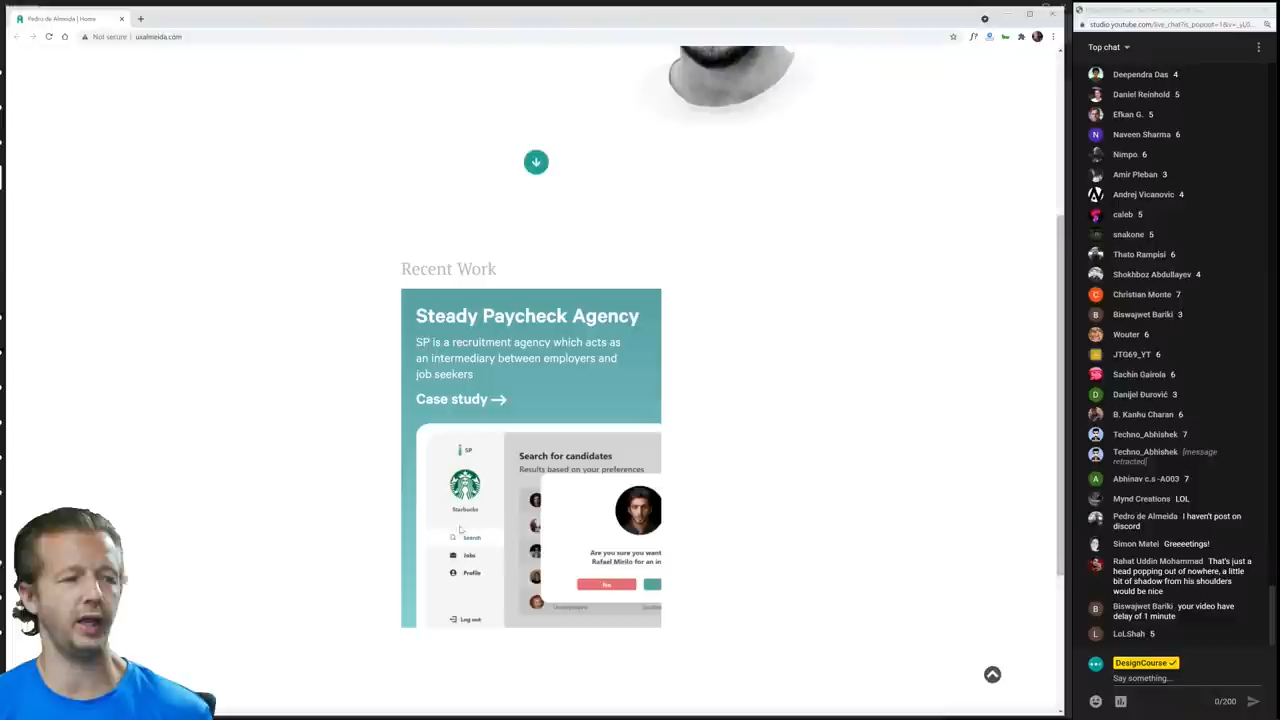 Pedro de Almeida | Home
Not secure | uxalmeida.com
Recent Work
Steady Paycheck Agency
SP is a recruitment agency which acts as
an intermediary between employers and
job seekers
Case study
SP
Starbucks
Search
Jobs
Profile
Log out
Search for candidates
Results based on your preferences
Are you sure you want
Rafael Mirilo for an in
No
studio.youtube.com/live_chat?is_popout=1&v=
Top chat
Deependra Das 4
Daniel Reinhold 5
Efkan G. 5
N Naveen Sharma 6
Nimpo. 6
Amir Pleban 3
Andrej Vicanovic 4
caleb 5
snakone 5
Thato Rampisi 6
Shokhboz Abdullayev 4
C Christian Monte 7
B Biswajwet Bariki 3
Wouter 6
JTG69_YT 6
Sachin Gairola 6
D Danijel Đurović 3
B. Kanhu Charan 6
Techno_Abhishek 7
Techno_Abhishek [message
retracted]
A Abhinav c.s -A003 7
Mynd Creations LOL
Pedro de Almeida I haven't post on
discord
Simon Matei Greeeetings!
Rahat Uddin Mohammad That's just a
head popping out of nowhere, a little
bit of shadow from his shoulders
would be nice
B Biswajwet Bariki your video have
delay of 1 minute
L LoLShah 5
DesignCourse
Say something...
0/200